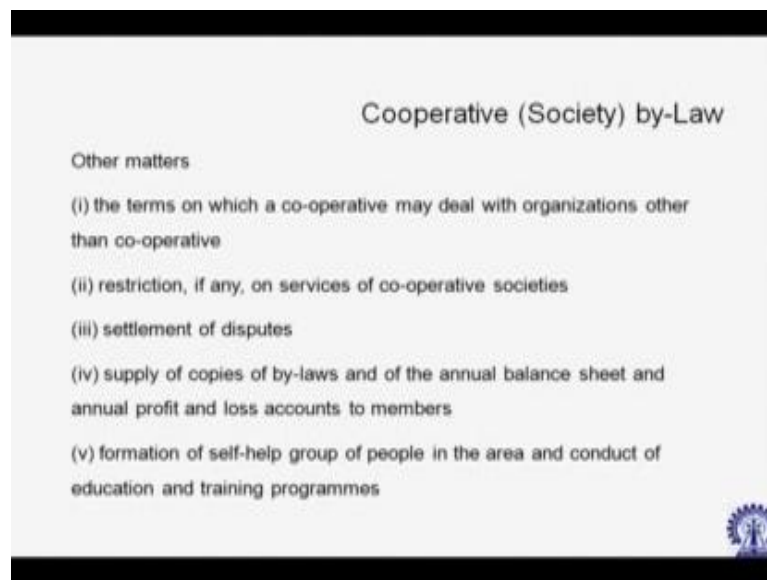 Cooperative (Society) by-Law
Other matters
(i) the terms on which a co-operative may deal with organizations other
than co-operative
(ii) restriction, if any, on services of co-operative societies
(iii) settlement of disputes
(iv) supply of copies of by-laws and of the annual balance sheet and
annual profit and loss accounts to members
(v) formation of self-help group of people in the area and conduct of
education and training programmes